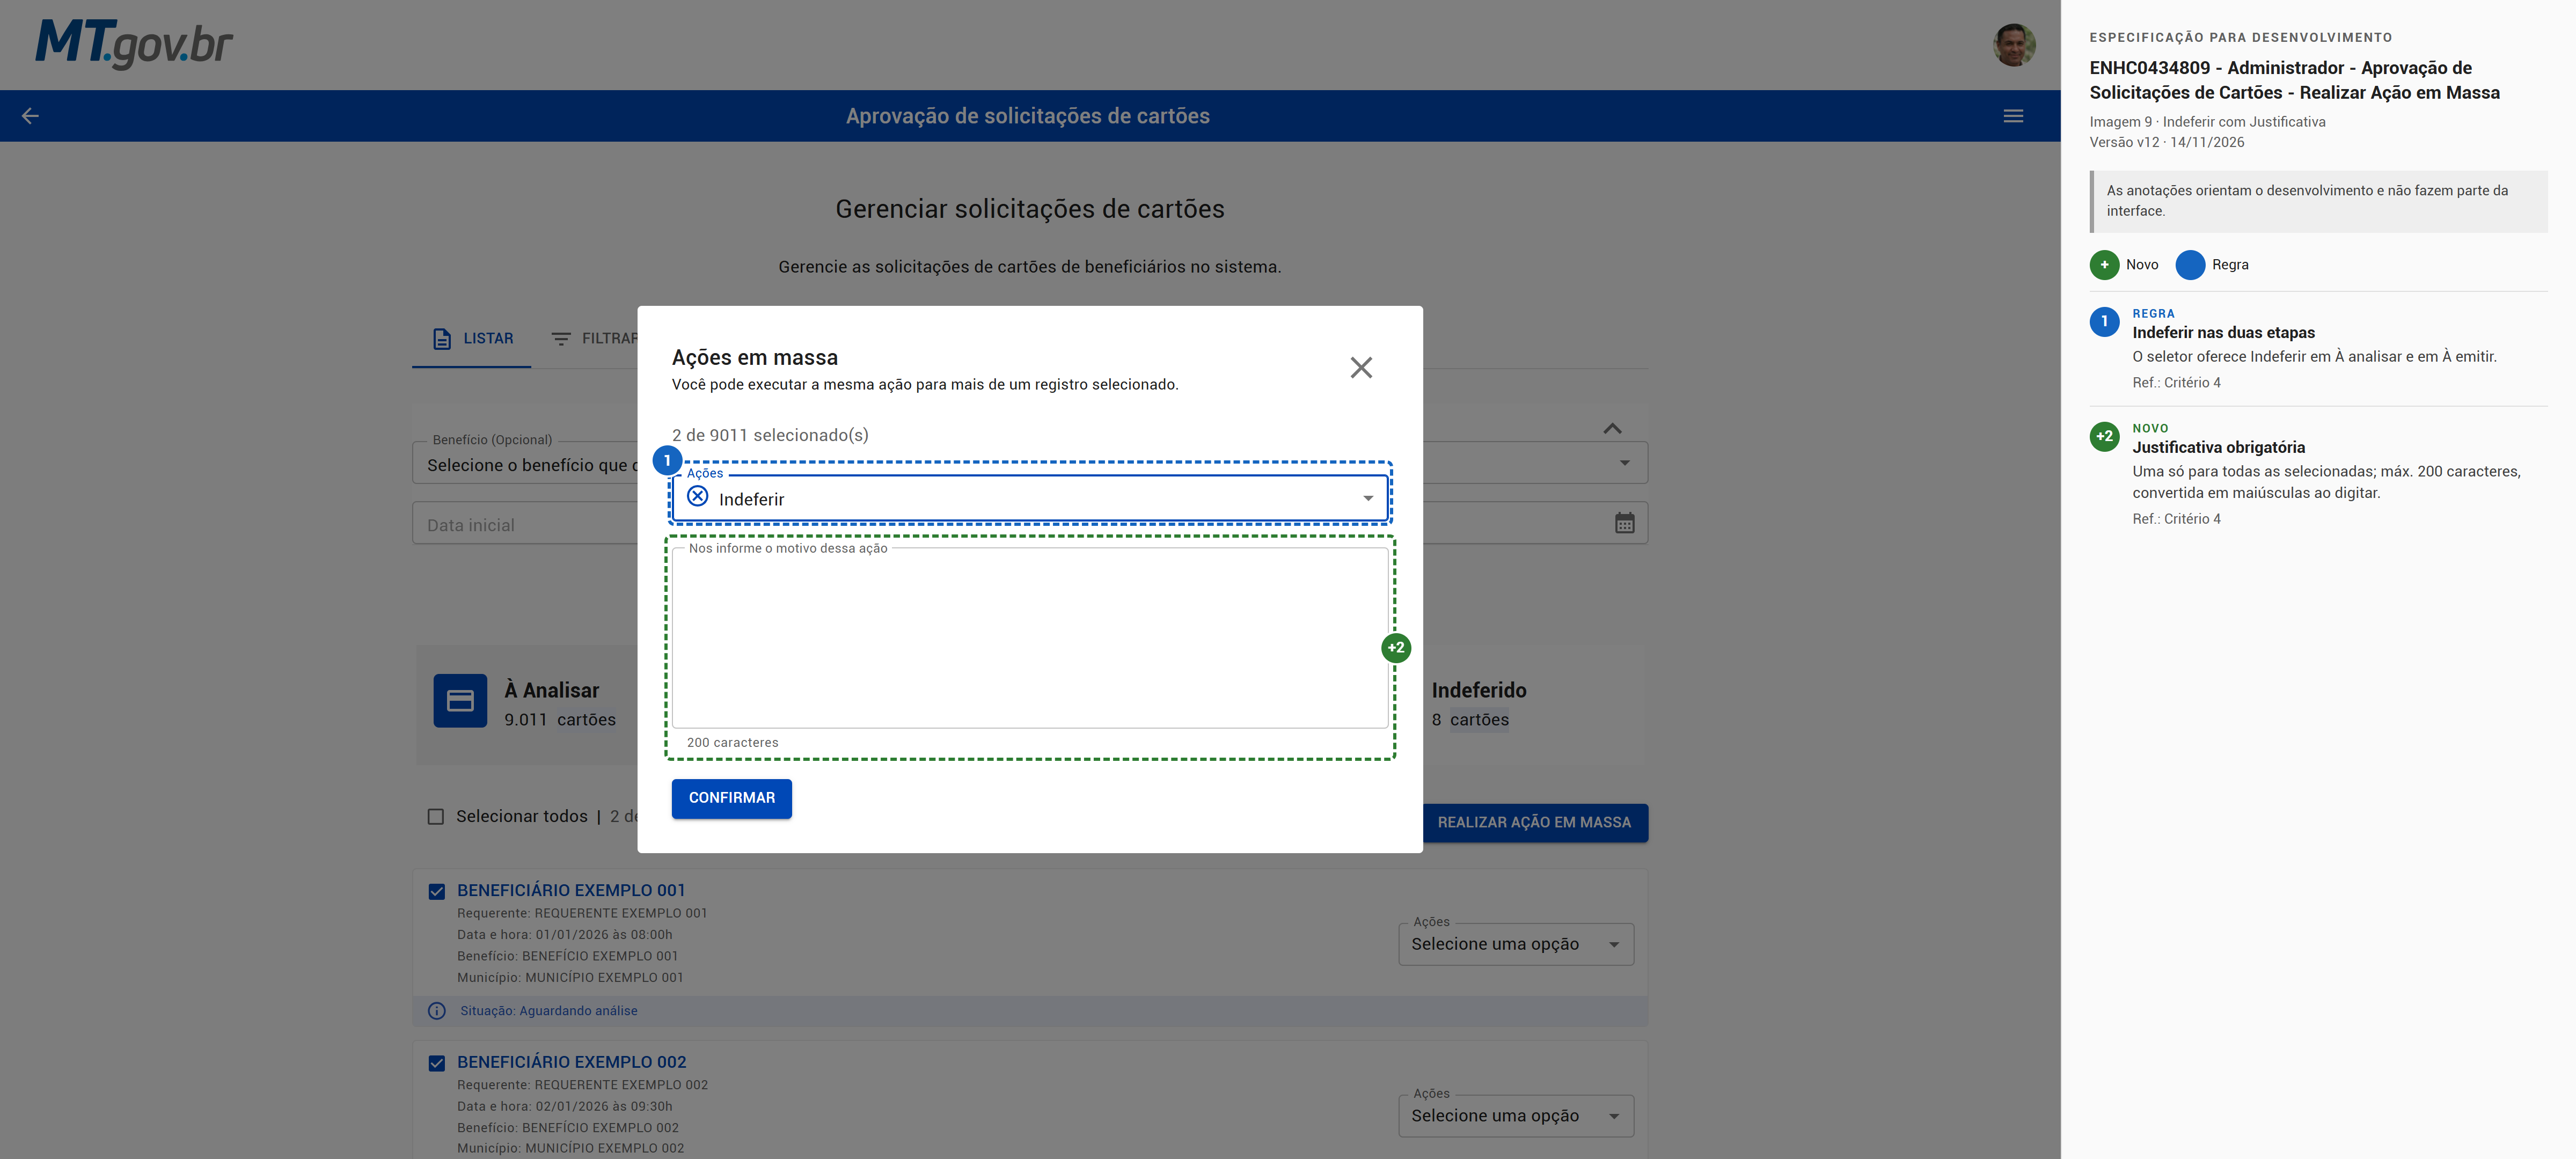 MT.gov.br
Aprovação de solicitações de cartões
Gerenciar solicitações de cartões
Gerencie as solicitações de cartões de beneficiários no sistema.
LISTAR
FILTRAR
Benefício (Opcional)
Selecione o benefício que
Data inicial
À Analisar
9.011 cartões
Indeferido
8 cartões
Selecionar todos | 2 de
REALIZAR AÇÃO EM MASSA
Ações em massa
Você pode executar a mesma ação para mais de um registro selecionado.
2 de 9011 selecionado(s)
1
Ações
Indeferir
Nos informe o motivo dessa ação
+2
200 caracteres
CONFIRMAR
BENEFICIÁRIO EXEMPLO 001
Requerente: REQUERENTE EXEMPLO 001
Data e hora: 01/01/2026 às 08:00h
Benefício: BENEFÍCIO EXEMPLO 001
Município: MUNICÍPIO EXEMPLO 001
Ações
Selecione uma opção
Situação: Aguardando análise
BENEFICIÁRIO EXEMPLO 002
Requerente: REQUERENTE EXEMPLO 002
Data e hora: 02/01/2026 às 09:30h
Benefício: BENEFÍCIO EXEMPLO 002
Município: MUNICÍPIO EXEMPLO 002
Ações
Selecione uma opção
ESPECIFICAÇÃO PARA DESENVOLVIMENTO
ENHC0434809 - Administrador - Aprovação de
Solicitações de Cartões - Realizar Ação em Massa
Imagem 9 · Indeferir com Justificativa
Versão v12 · 14/11/2026
As anotações orientam o desenvolvimento e não fazem parte da
interface.
+ Novo
Regra
1
REGRA
Indeferir nas duas etapas
O seletor oferece Indeferir em À analisar e em À emitir.
Ref.: Critério 4
+2
NOVO
Justificativa obrigatória
Uma só para todas as selecionadas; máx. 200 caracteres,
convertida em maiúsculas ao digitar.
Ref.: Critério 4